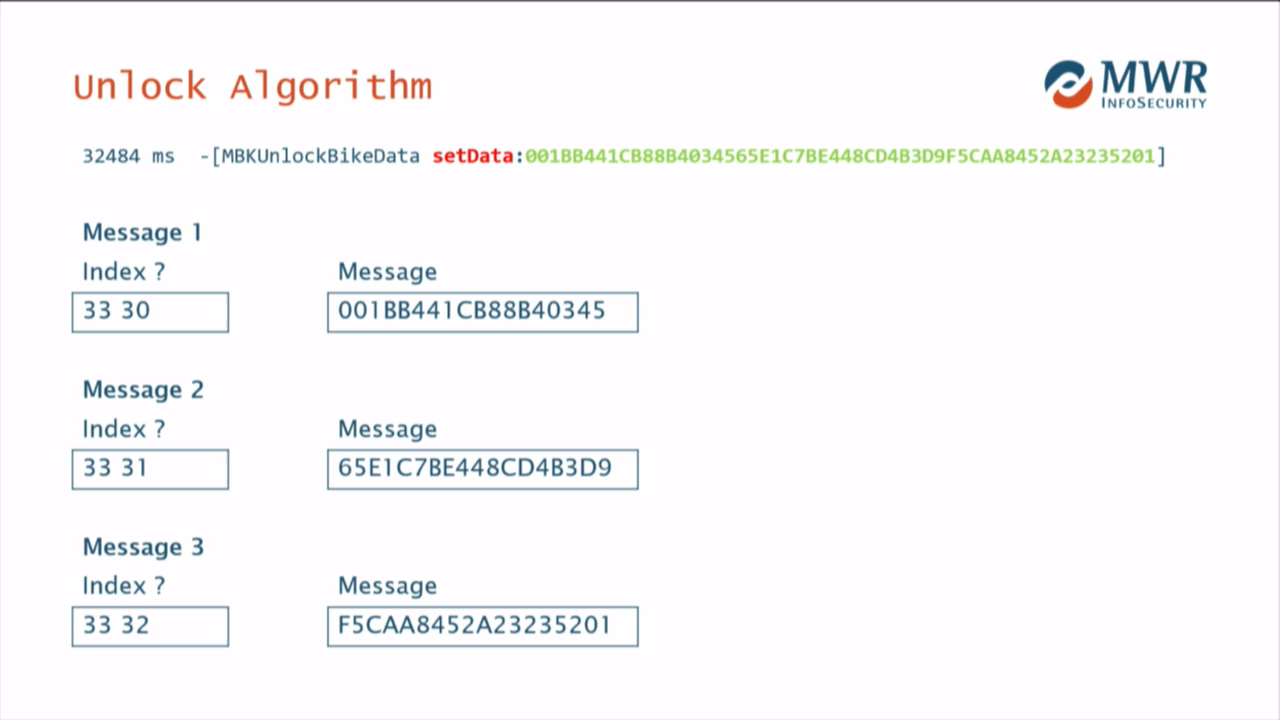 Unlock Algorithm
MWR
INFOSECURITY
32484 ms -[MBKUnlockBikeData setData:001BB441CB88B4034565E1C7BE448CD4B3D9F5CAA8452A23235201]
Message 1
Index ? Message
33 30 001BB441CB88B40345
Message 2
Index ? Message
33 31 65E1C7BE448CD4B3D9
Message 3
Index ? Message
33 32 F5CAA8452A23235201